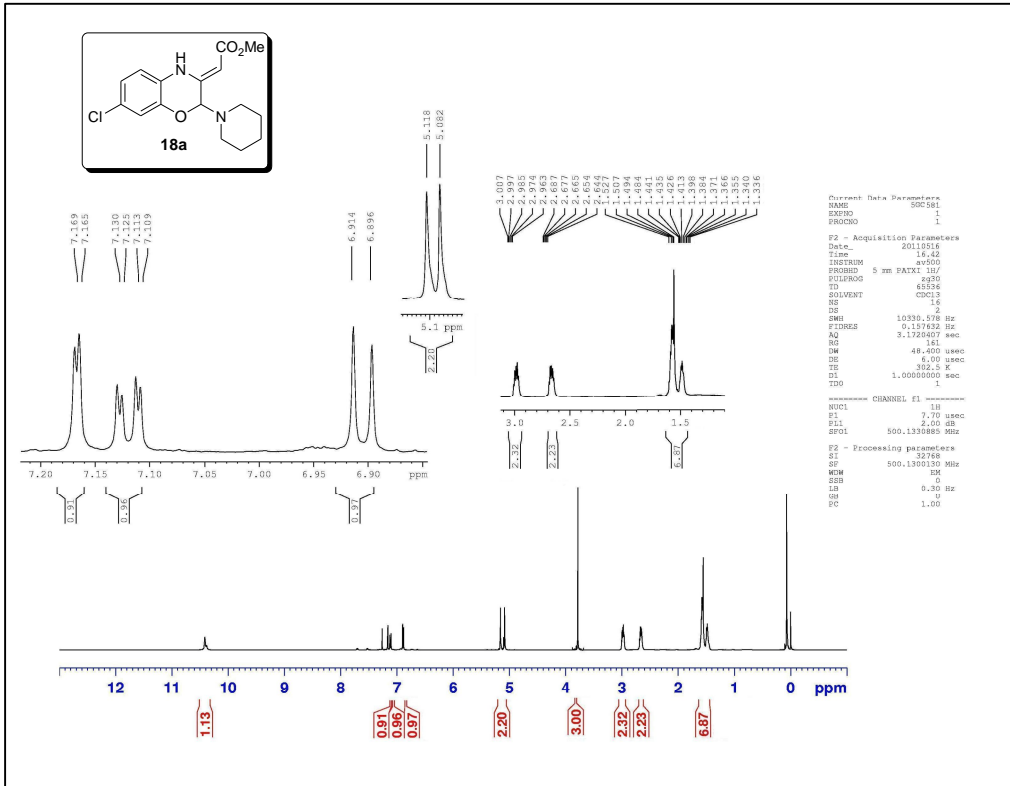 CO2Me
H
N
Cl
O
N
18a
5.118
5.082
3.007
2.997
2.985
2.974
2.963
2.687
2.677
2.665
2.654
2.644
1.527
1.507
1.494
1.484
1.441
1.435
1.426
1.413
1.398
1.384
1.371
1.366
1.355
1.340
1.336
7.169
7.165
7.130
7.125
7.113
7.109
6.914
6.896
5.1 ppm
2.20
3.0 2.5 2.0 1.5
2.32 2.23 6.87
7.20 7.15 7.10 7.05 7.00 6.95 6.90 ppm
0.91 0.96 0.97
Current Data Parameters
NAME SGC581
EXPNO 1
PROCNO 1
F2 - Acquisition Parameters
Date_ 20110516
Time 16.42
INSTRUM av500
PROBHD 5 mm PATXI 1H/
PULPROG zg30
TD 65536
SOLVENT CDCl3
NS 16
DS 2
SWH 10330.578 Hz
FIDRES 0.157632 Hz
AQ 3.1720407 sec
RG 161
DW 48.400 usec
DE 6.00 usec
TE 302.5 K
D1 1.00000000 sec
TD0 1
======== CHANNEL f1 ========
NUC1 1H
P1 7.70 usec
PL1 2.00 dB
SFO1 500.1330885 MHz
F2 - Processing parameters
SI 32768
SF 500.1300130 MHz
WDW EM
SSB 0
LB 0.30 Hz
GB 0
PC 1.00
12 11 10 9 8 7 6 5 4 3 2 1 0 ppm
1.13 0.91 0.96 0.97 2.20 3.00 2.32 2.23 6.87